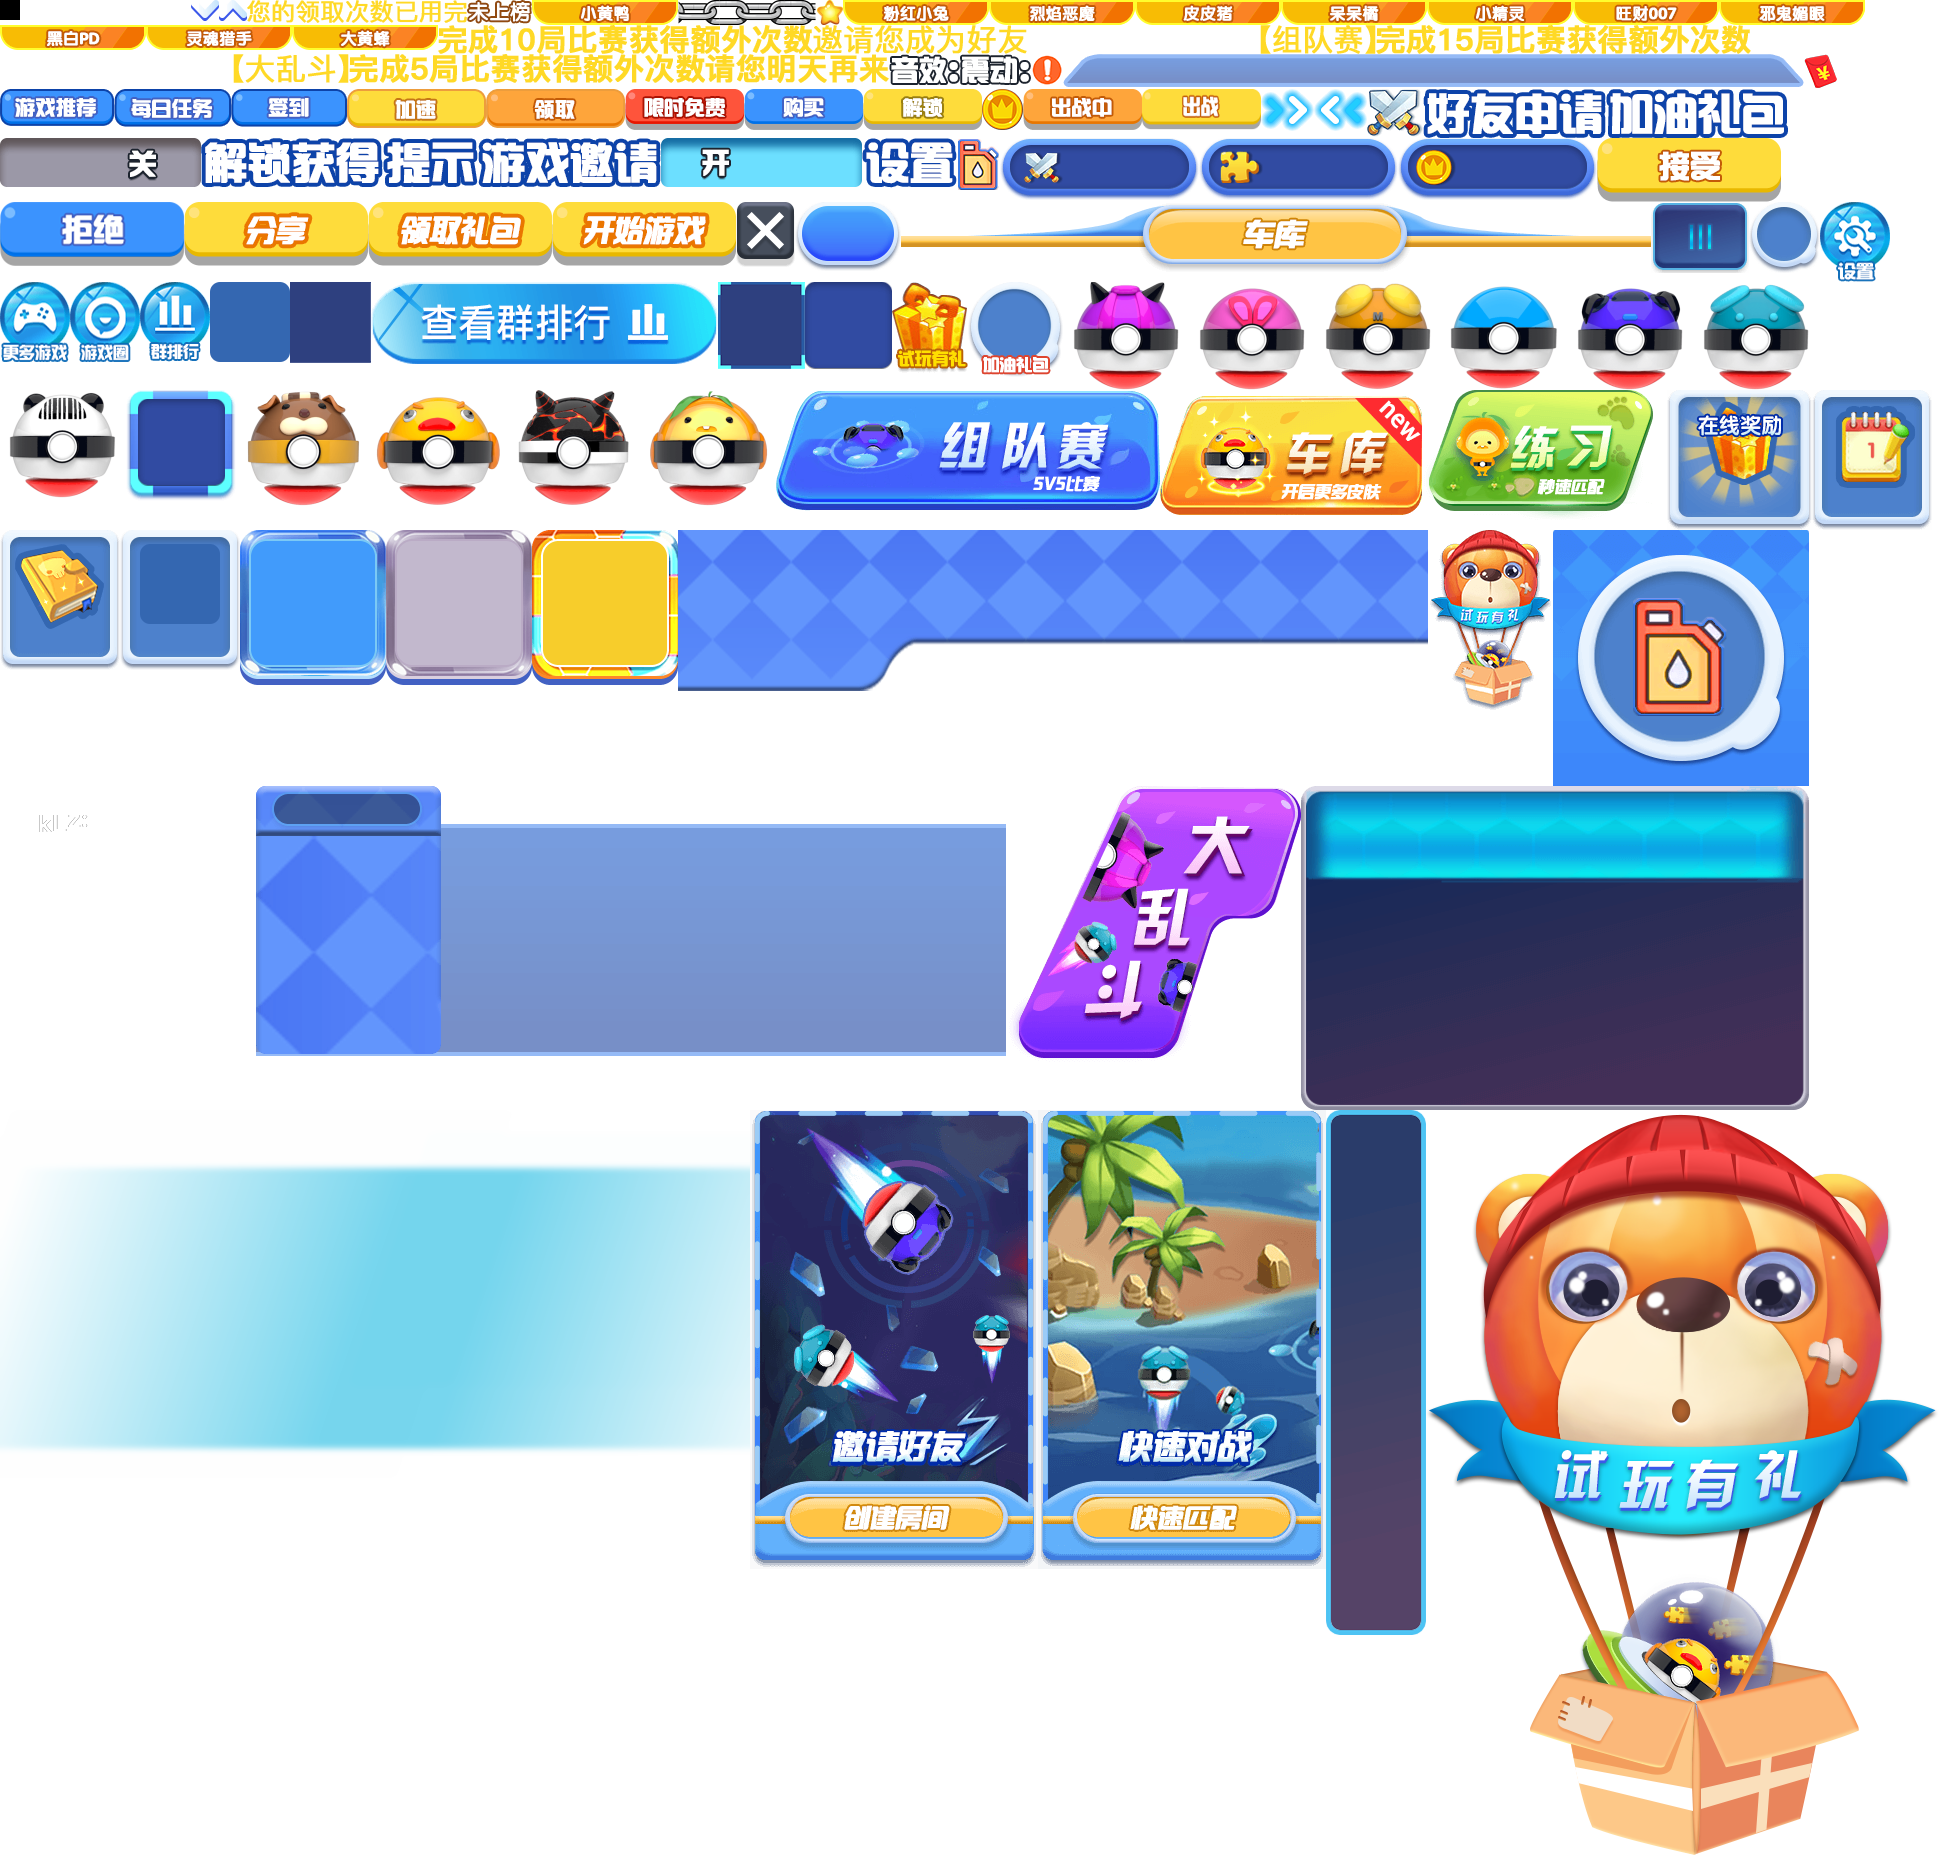 您的领取次数已用完 未上榜 小黄鸭 粉红小兔 烈焰恶魔 皮皮猪 呆呆橘 小精灵 旺财007 邪鬼媚眼
黑白PD 灵魂猎手 大黄蜂 完成10局比赛获得额外次数 邀请您成为好友 【组队赛】完成15局比赛获得额外次数
【大乱斗】完成5局比赛获得额外次数 请您明天再来 音效: 震动:
游戏推荐 每日任务 签到 加速 领取 限时免费 购买 解锁 出战中 出战 好友申请 加油礼包
关 解锁获得 提示 游戏邀请 开 设置 接受
拒绝 分享 领取礼包 开始游戏 车库
设置
查看群排行
更多游戏 游戏圈 群排行 试玩有礼 加油礼包
组队赛
5V5比赛
车库
new
开启更多皮肤
练习
秒速匹配
在线奖励
1
试玩有礼
大乱斗
邀请好友
创建房间
快速对战
快速匹配
试玩有礼